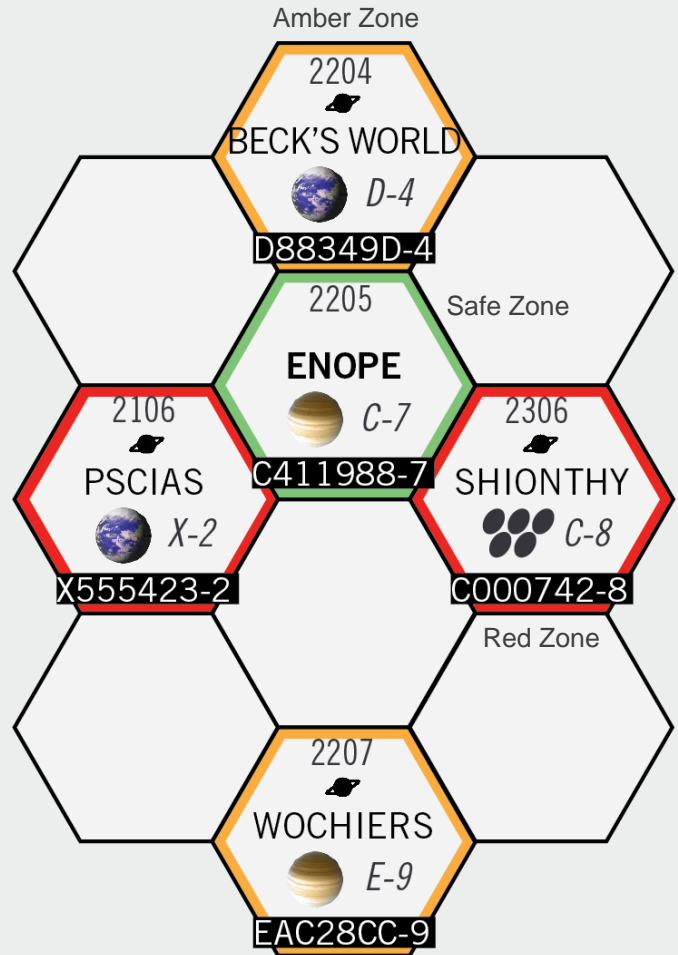 Amber Zone
2204
BECK'S WORLD
D-4
D88349D-4
2205
Safe Zone
ENOPE
C-7
C411988-7
2106
PSCIAS
X-2
X555423-2
2306
SHIONTHY
C-8
C000742-8
Red Zone
2207
WOCHIERS
E-9
EAC28CC-9